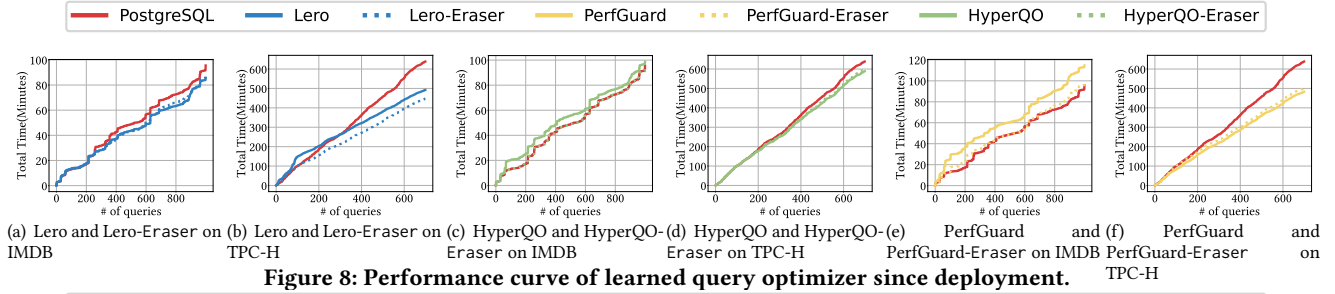 PostgreSQL Lero Lero-Eraser PerfGuard PerfGuard-Eraser HyperQO HyperQO-Eraser
Total Time(Minutes)
100
80
60
40
20
0
0 200 400 600 800
# of queries
(a) Lero and Lero-Eraser on
IMDB
Total Time(Minutes)
600
500
400
300
200
100
0
0 200 400 600
# of queries
(b) Lero and Lero-Eraser on
TPC-H
Total Time(Minutes)
100
80
60
40
20
0
0 200 400 600 800
# of queries
(c) HyperQO and HyperQO-
Eraser on IMDB
Total Time(Minutes)
600
500
400
300
200
100
0
0 200 400 600
# of queries
(d) HyperQO and HyperQO-
Eraser on TPC-H
Total Time(Minutes)
120
100
80
60
40
20
0
0 200 400 600 800
# of queries
(e) PerfGuard and
PerfGuard-Eraser on IMDB
Total Time(Minutes)
600
500
400
300
200
100
0
0 200 400 600
# of queries
(f) PerfGuard and
PerfGuard-Eraser on
TPC-H
Figure 8: Performance curve of learned query optimizer since deployment.